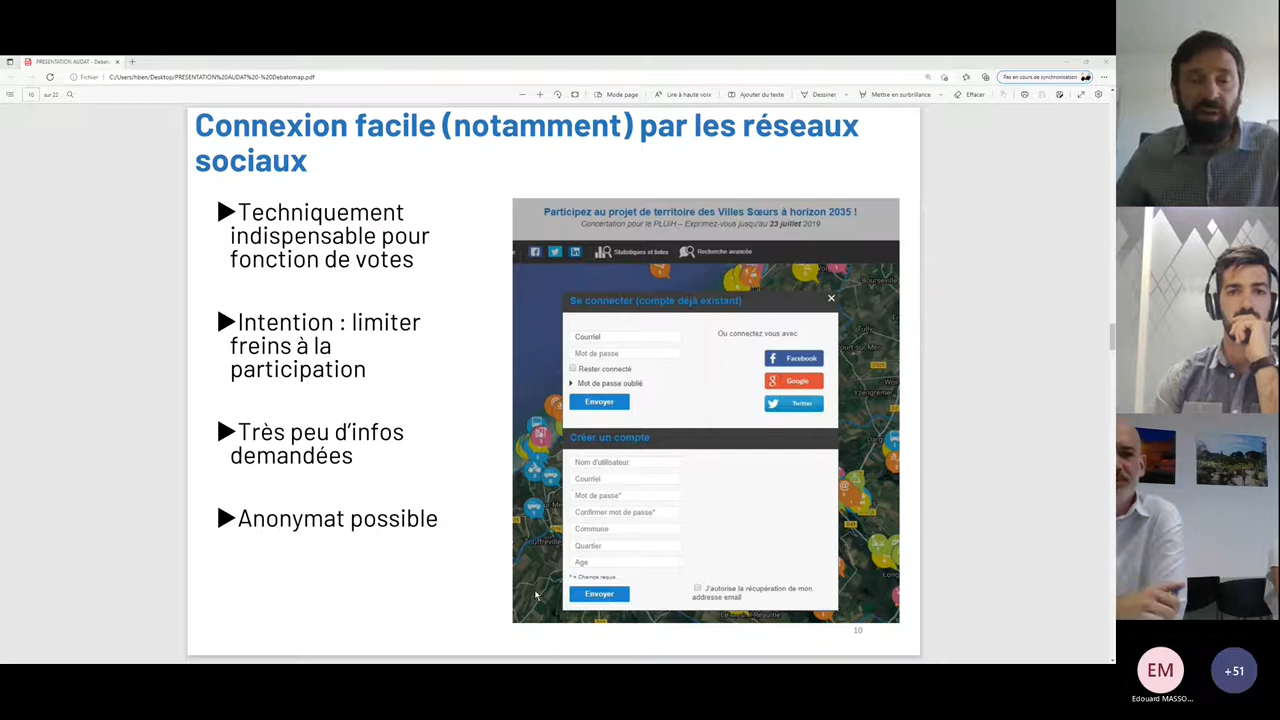 PRESENTATION AUDAT - Debat
Fichier
C:/Users/hben/Desktop/PRESENTATION%20AUDAT%20-%20Debatomap.pdf
Pas en cours de synchronisation
10
sur 22
Mode page
Lire à haute voix
Ajouter du texte
Dessiner
Mettre en surbrillance
Effacer
Connexion facile (notamment) par les réseaux
sociaux
▶Techniquement
indispensable pour
fonction de votes
▶Intention : limiter
freins à la
participation
▶Très peu d’infos
demandées
▶Anonymat possible
Participez au projet de territoire des Villes Sœurs à horizon 2035 !
Concertation pour le PLUiH – Exprimez-vous jusqu'au 23 juillet 2019
Statistiques et listes
Recherche avancée
Se connecter (compte déjà existant)
Courriel
Mot de passe
Rester connecté
Mot de passe oublié
Envoyer
Ou connectez vous avec
Facebook
Google
Twitter
Créer un compte
Nom d'utilisateur
Courriel
Mot de passe*
Confirmer mot de passe*
Commune
Quartier
Age
* = Champs requis
Envoyer
J'autorise la récupération de mon
addresse email
10
EM
Edouard MASSO...
+51